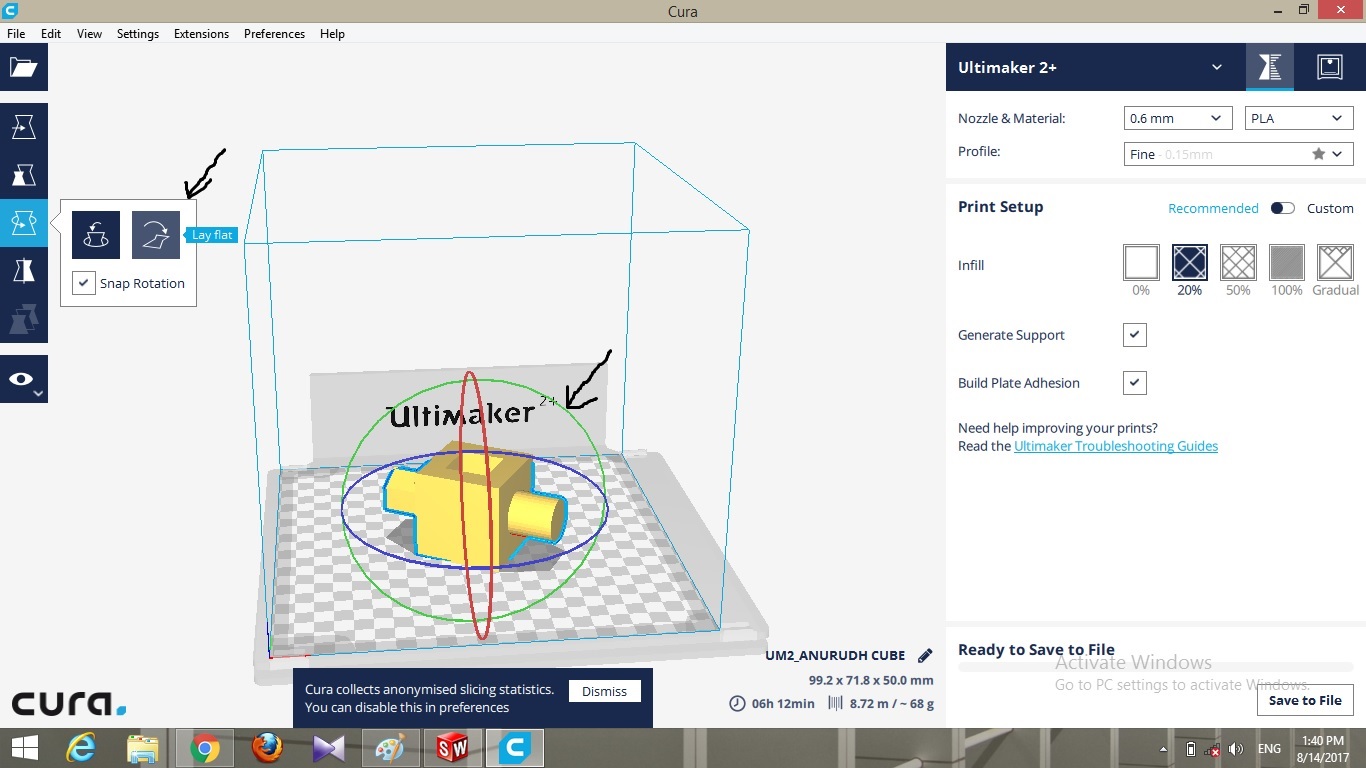 Cura
File Edit View Settings Extensions Preferences Help
Ultimaker 2+
Nozzle & Material: 0.6 mm PLA
Profile: Fine - 0.15mm
Print Setup Recommended Custom
Lay flat
Snap Rotation
Infill
0% 20% 50% 100% Gradual
Generate Support
Build Plate Adhesion
Ultimaker 2+
Need help improving your prints?
Read the Ultimaker Troubleshooting Guides
UM2_ANURUDH CUBE
99.2 x 71.8 x 50.0 mm
06h 12min 8.72 m / ~ 68 g
Ready to Save to File
Activate Windows
Go to PC settings to activate Windows.
Save to File
Cura collects anonymised slicing statistics.
You can disable this in preferences
Dismiss
cura.
SW
ENG
1:40 PM
8/14/2017